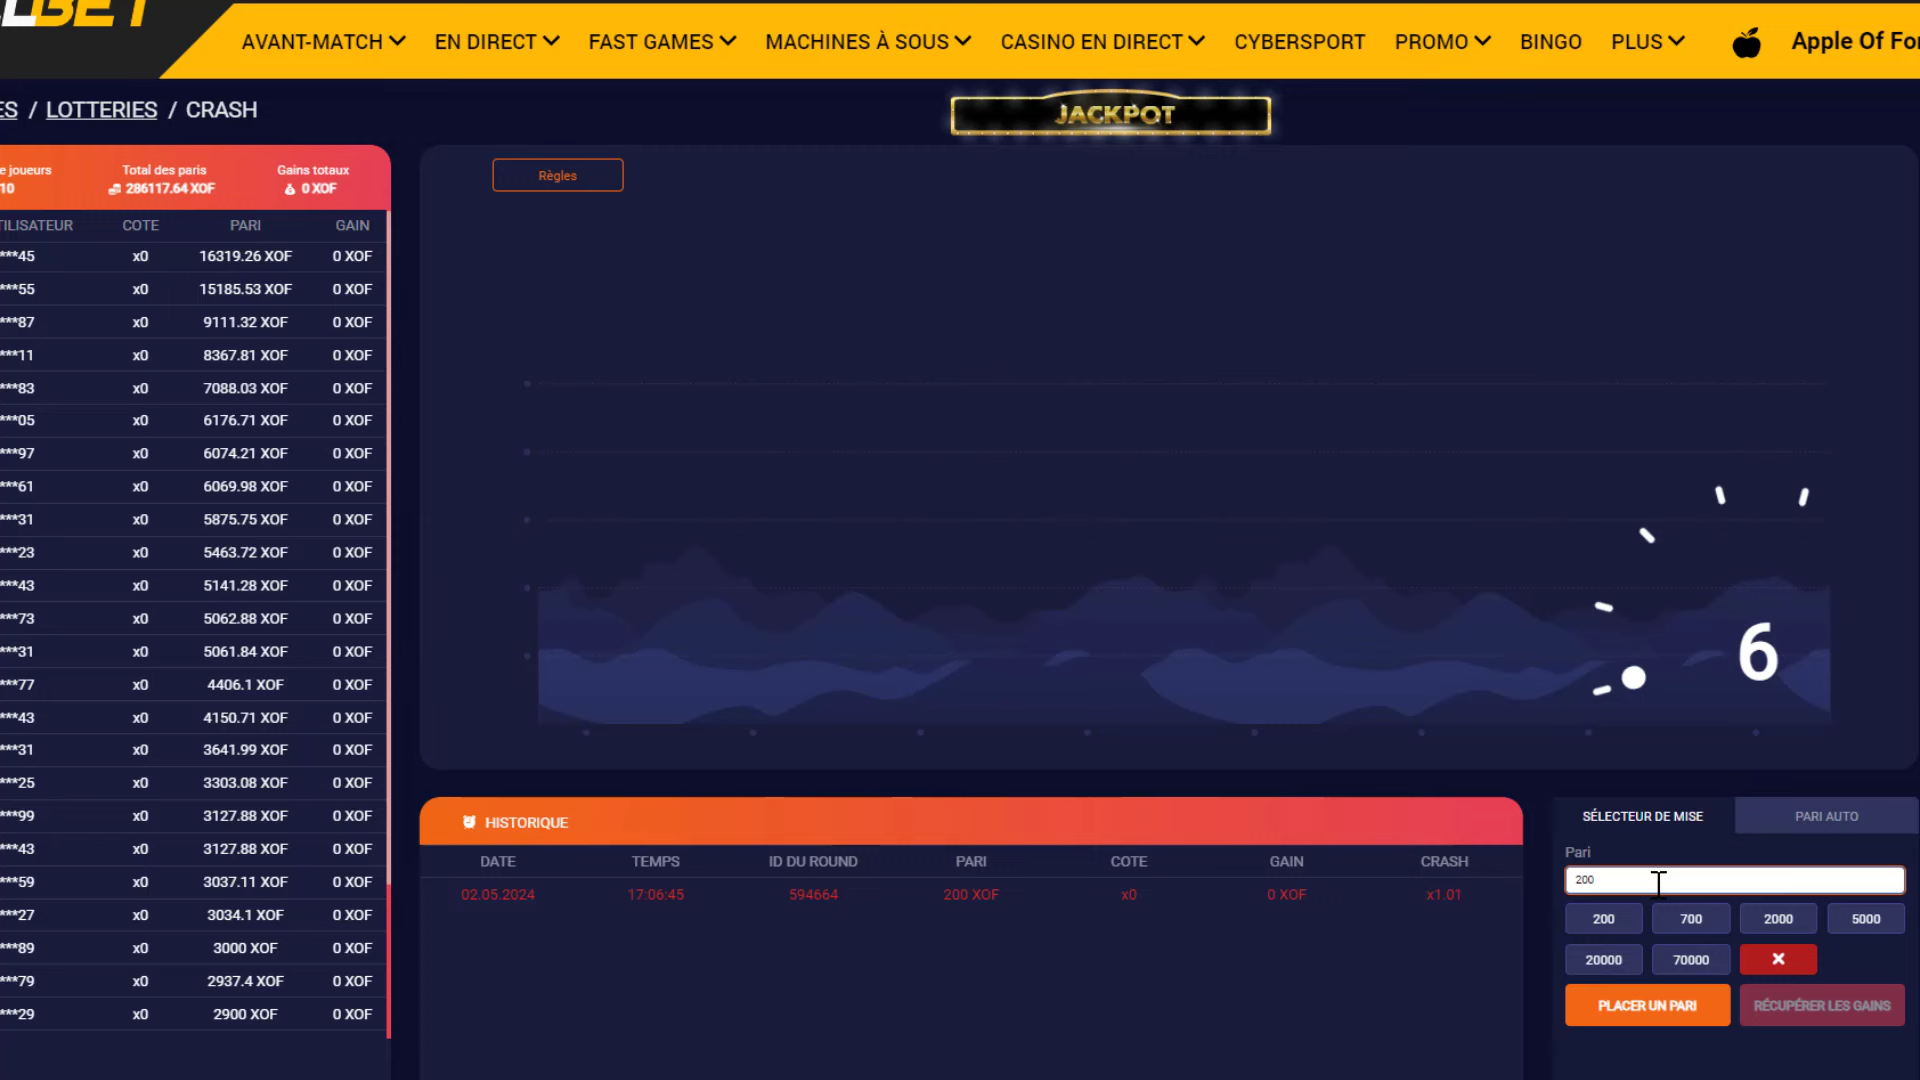 LBET
AVANT-MATCH EN DIRECT FAST GAMES MACHINES À SOUS CASINO EN DIRECT CYBERSPORT PROMO BINGO PLUS Apple Of For
ES / LOTTERIES / CRASH
JACKPOT
e joueurs Total des paris Gains totaux
10 286117.64 XOF 0 XOF
TILISATEUR COTE PARI GAIN
***45 x0 16319.26 XOF 0 XOF
***55 x0 15185.53 XOF 0 XOF
***87 x0 9111.32 XOF 0 XOF
***11 x0 8367.81 XOF 0 XOF
***83 x0 7088.03 XOF 0 XOF
***05 x0 6176.71 XOF 0 XOF
***97 x0 6074.21 XOF 0 XOF
***61 x0 6069.98 XOF 0 XOF
***31 x0 5875.75 XOF 0 XOF
***23 x0 5463.72 XOF 0 XOF
***43 x0 5141.28 XOF 0 XOF
***73 x0 5062.88 XOF 0 XOF
***31 x0 5061.84 XOF 0 XOF
***77 x0 4406.1 XOF 0 XOF
***43 x0 4150.71 XOF 0 XOF
***31 x0 3641.99 XOF 0 XOF
***25 x0 3303.08 XOF 0 XOF
***99 x0 3127.88 XOF 0 XOF
***43 x0 3127.88 XOF 0 XOF
***59 x0 3037.11 XOF 0 XOF
***27 x0 3034.1 XOF 0 XOF
***89 x0 3000 XOF 0 XOF
***79 x0 2937.4 XOF 0 XOF
***29 x0 2900 XOF 0 XOF
Règles
6
HISTORIQUE
DATE TEMPS ID DU ROUND PARI COTE GAIN CRASH
02.05.2024 17:06:45 594664 200 XOF x0 0 XOF x1.01
SÉLECTEUR DE MISE PARI AUTO
Pari
200
200 700 2000 5000
20000 70000
PLACER UN PARI RÉCUPÉRER LES GAINS